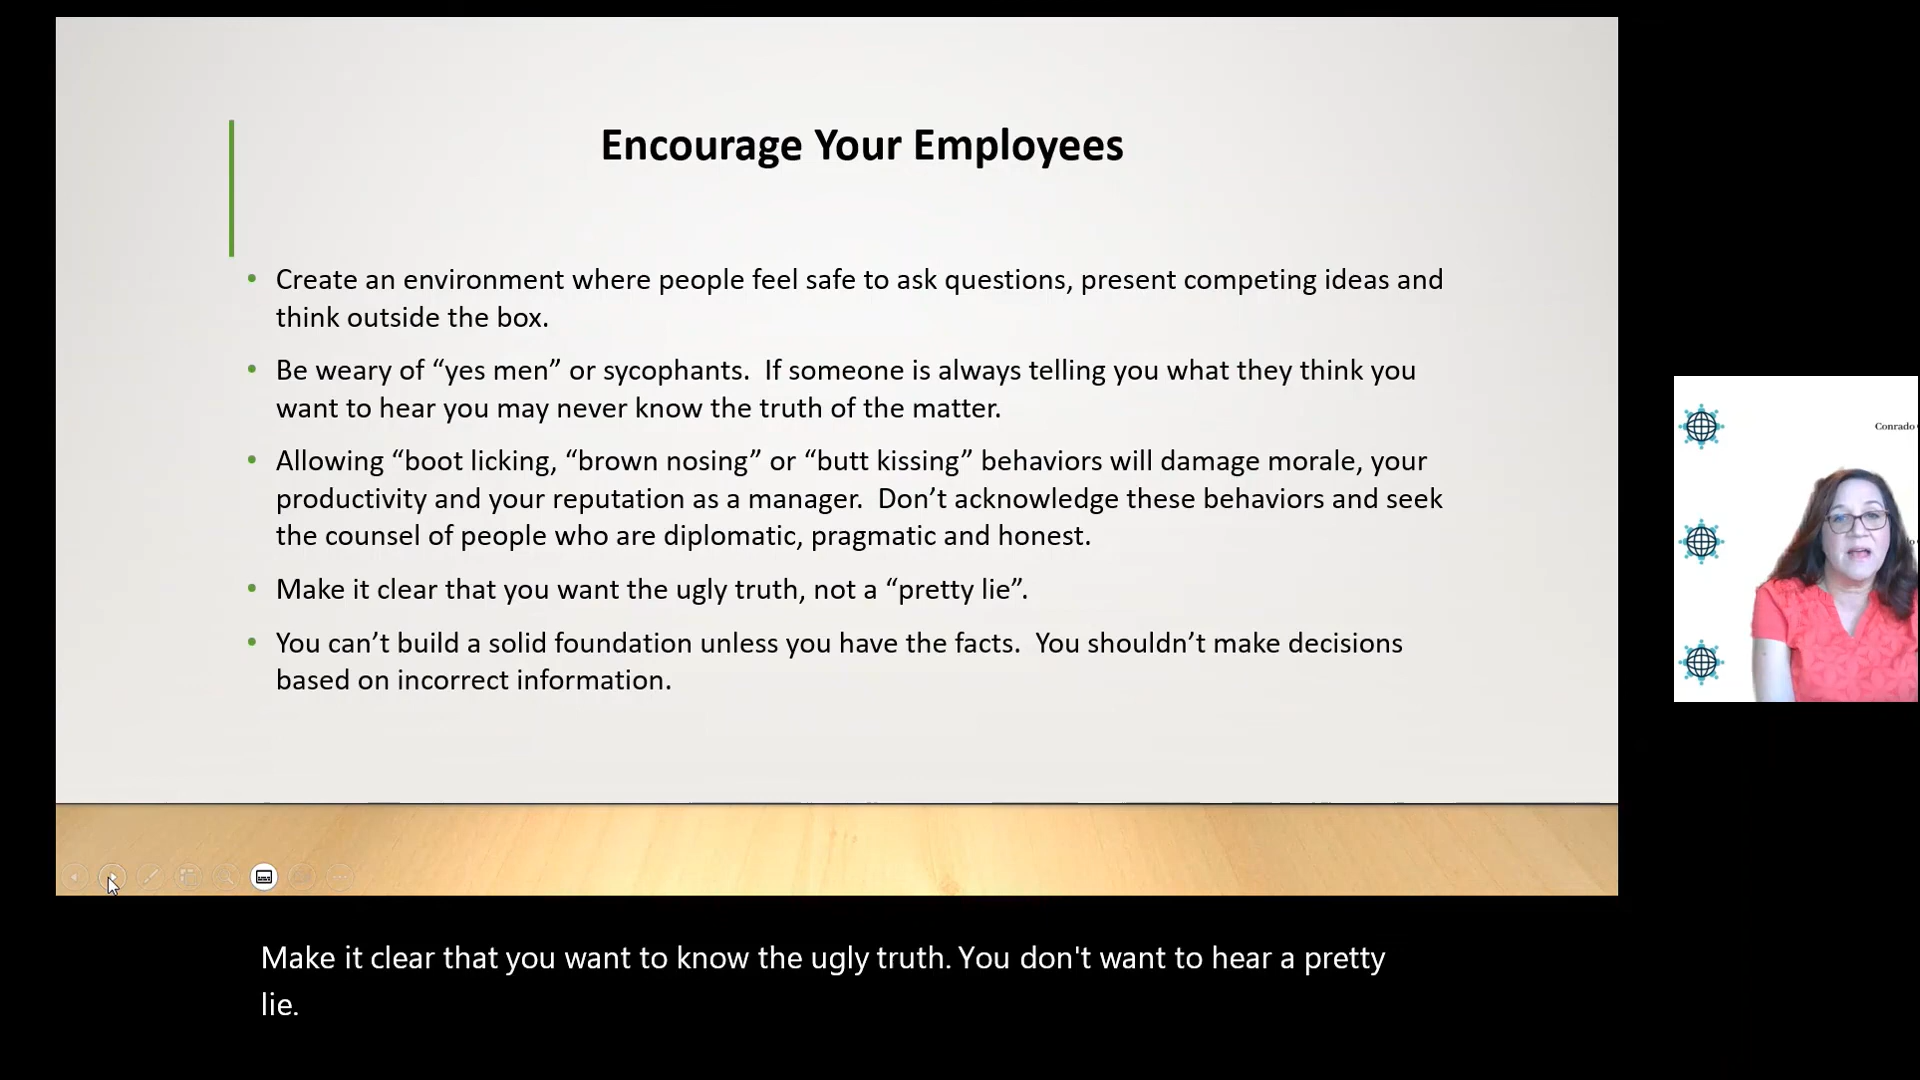 Encourage Your Employees
• Create an environment where people feel safe to ask questions, present competing ideas and
think outside the box.
• Be weary of “yes men” or sycophants.  If someone is always telling you what they think you
want to hear you may never know the truth of the matter.
• Allowing “boot licking, “brown nosing” or “butt kissing” behaviors will damage morale, your
productivity and your reputation as a manager.  Don’t acknowledge these behaviors and seek
the counsel of people who are diplomatic, pragmatic and honest.
• Make it clear that you want the ugly truth, not a “pretty lie”.
• You can’t build a solid foundation unless you have the facts.  You shouldn’t make decisions
based on incorrect information.
Conrado
Make it clear that you want to know the ugly truth. You don't want to hear a pretty
lie.